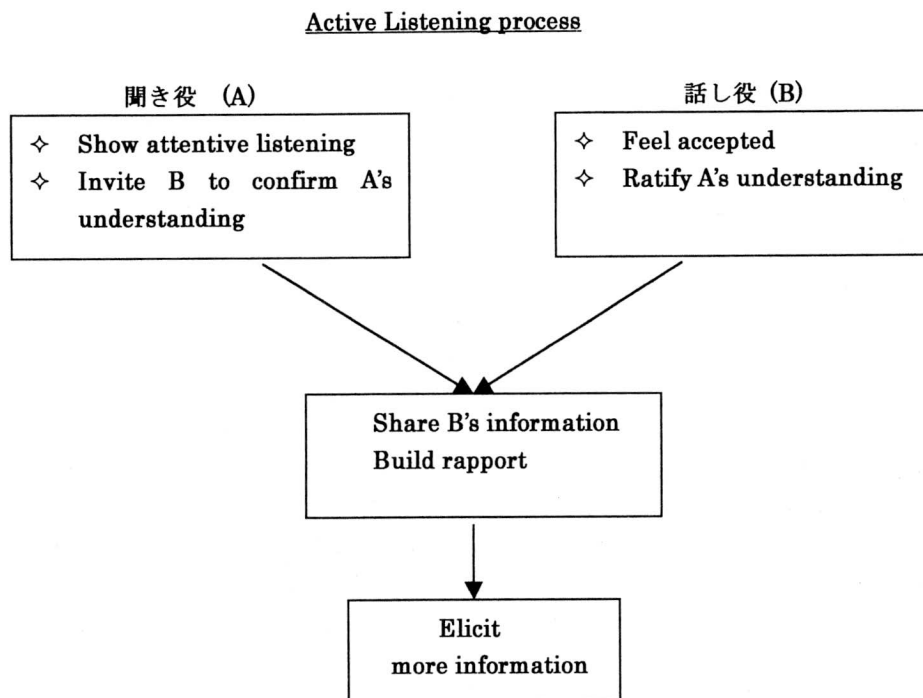 Active Listening process
聞き役 (A)
✧ Show attentive listening
✧ Invite B to confirm A's
understanding
話し役 (B)
✧ Feel accepted
✧ Ratify A's understanding
Share B's information
Build rapport
Elicit
more information